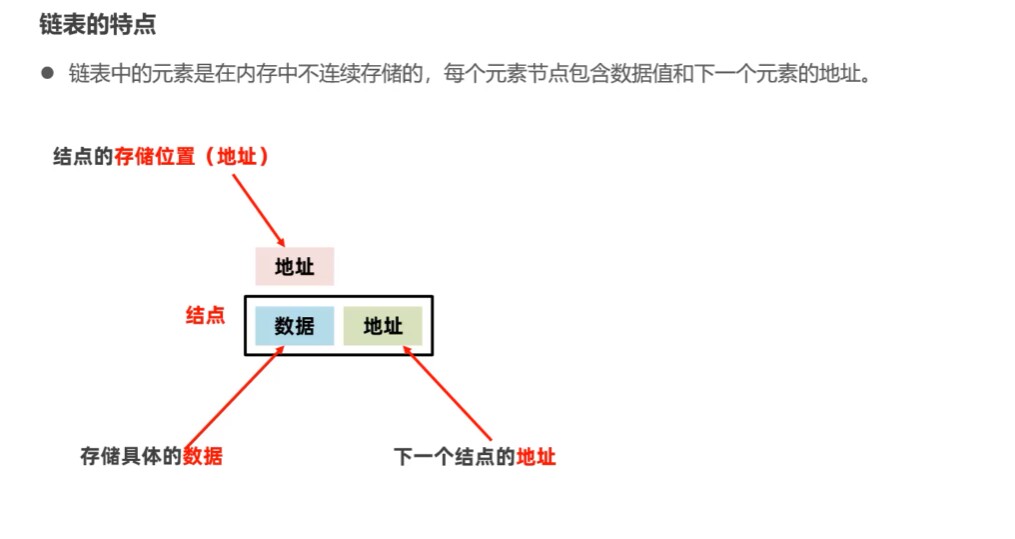 链表的特点
● 链表中的元素是在内存中不连续存储的，每个元素节点包含数据值和下一个元素的地址。
结点的存储位置（地址）
地址
结点
数据 地址
存储具体的数据 下一个结点的地址